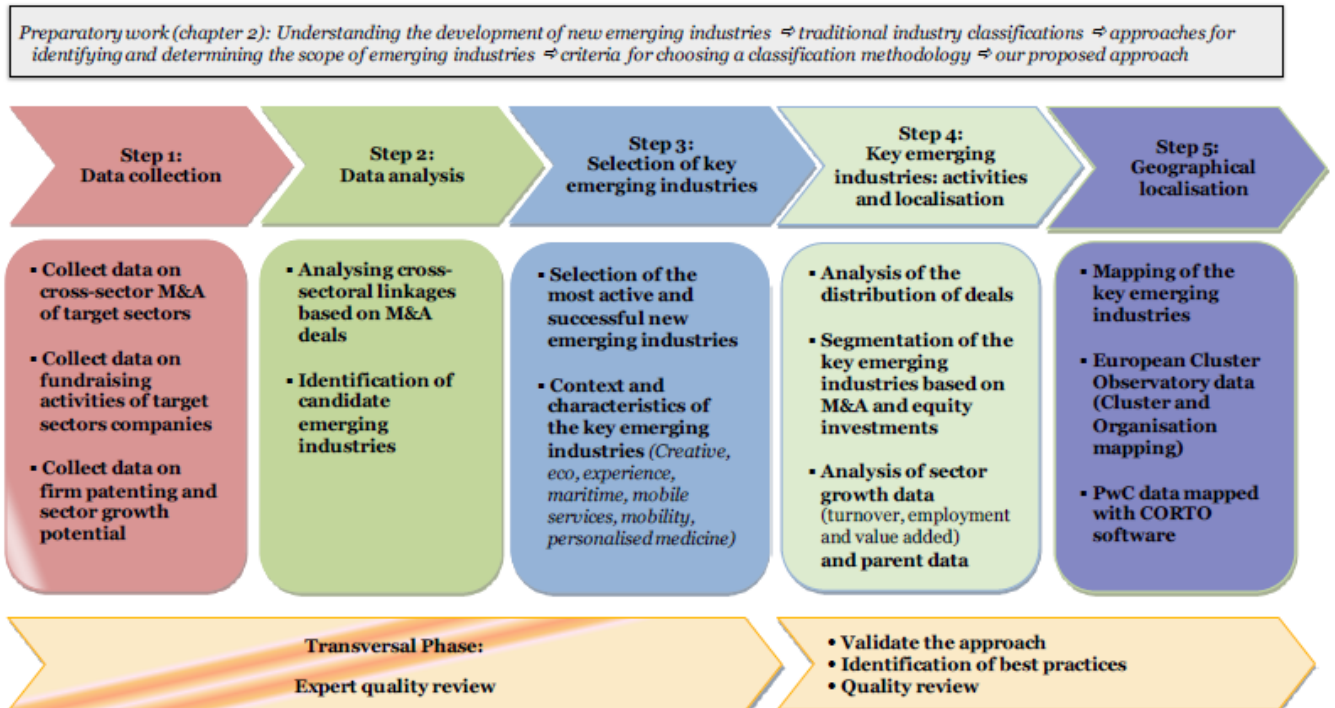 Preparatory work (chapter 2): Understanding the development of new emerging industries ⇨ traditional industry classifications ⇨ approaches for
identifying and determining the scope of emerging industries ⇨ criteria for choosing a classification methodology ⇨ our proposed approach
Step 1:
Data collection
Step 2:
Data analysis
Step 3:
Selection of key
emerging industries
Step 4:
Key emerging
industries: activities
and localisation
Step 5:
Geographical
localisation
▪ Collect data on
cross-sector M&A
of target sectors
▪ Collect data on
fundraising
activities of target
sectors companies
▪ Collect data on
firm patenting and
sector growth
potential
▪ Analysing cross-
sectoral linkages
based on M&A
deals
▪ Identification of
candidate
emerging
industries
▪ Selection of the
most active and
successful new
emerging industries
▪ Context and
characteristics of
the key emerging
industries (Creative,
eco, experience,
maritime, mobile
services, mobility,
personalised medicine)
▪ Analysis of the
distribution of deals
▪ Segmentation of the
key emerging
industries based on
M&A and equity
investments
▪ Analysis of sector
growth data
(turnover, employment
and value added)
and parent data
▪ Mapping of the
key emerging
industries
▪ European Cluster
Observatory data
(Cluster and
Organisation
mapping)
▪ PwC data mapped
with CORTO
software
Transversal Phase:
Expert quality review
• Validate the approach
• Identification of best practices
• Quality review